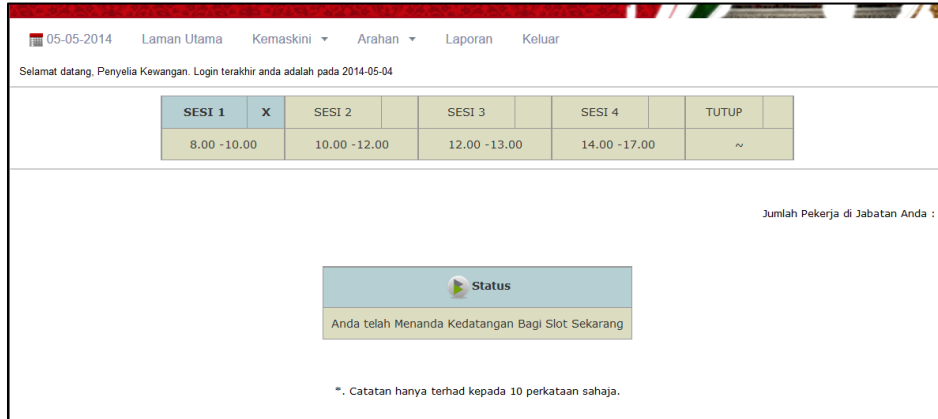 05-05-2014 Laman Utama Kemaskini Arahan Laporan Keluar
Selamat datang, Penyelia Kewangan. Login terakhir anda adalah pada 2014-05-04
SESI 1 X SESI 2 SESI 3 SESI 4 TUTUP
8.00 -10.00 10.00 -12.00 12.00 -13.00 14.00 -17.00 ~
Jumlah Pekerja di Jabatan Anda :
Status
Anda telah Menanda Kedatangan Bagi Slot Sekarang
*. Catatan hanya terhad kepada 10 perkataan sahaja.